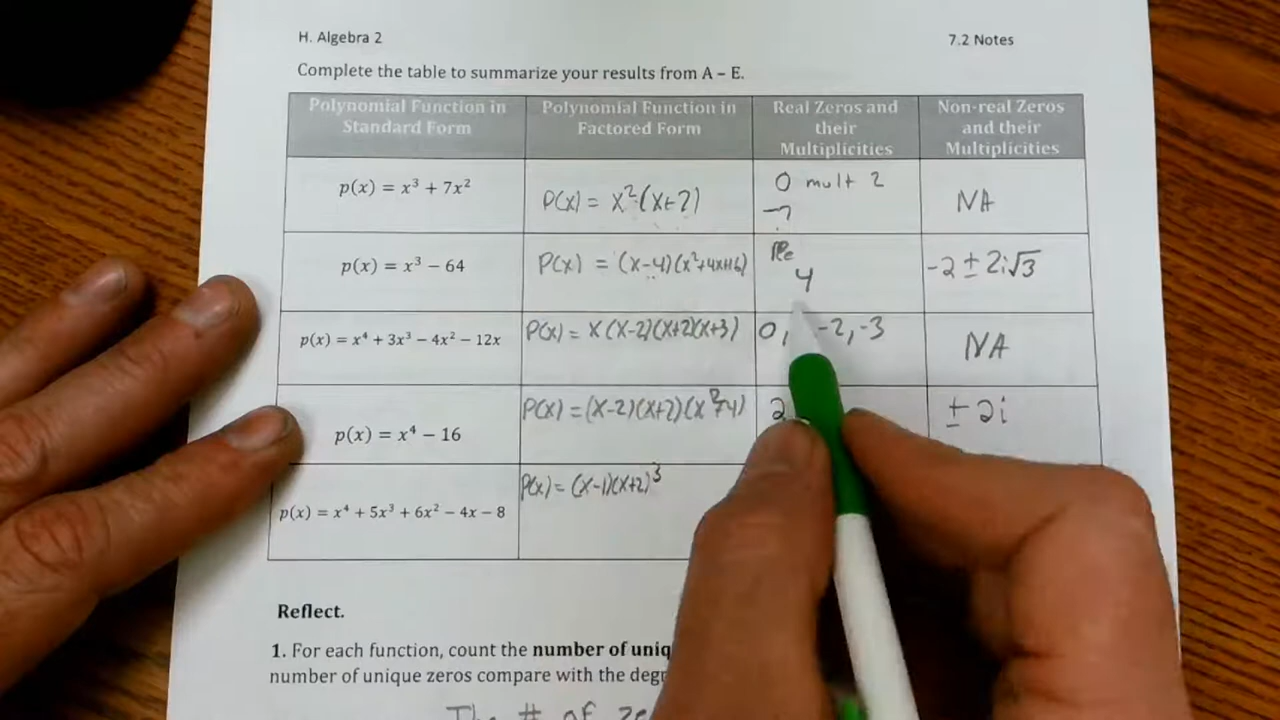 H. Algebra 2
7.2 Notes
Complete the table to summarize your results from A – E.
Polynomial Function in Standard Form
Polynomial Function in Factored Form
Real Zeros and their Multiplicities
Non-real Zeros and their Multiplicities
p(x) = x³ + 7x²
P(x) = x²(x+7)
0 mult 2
-7
NA
p(x) = x³ − 64
P(x) = (x-4)(x²+4x+16)
4
-2 ± 2i√3
p(x) = x⁴ + 3x³ − 4x² − 12x
P(x) = x(x-2)(x+2)(x+3)
0, -2, -3
NA
p(x) = x⁴ − 16
P(x) = (x-2)(x+2)(x²+4)
2
± 2i
p(x) = x⁴ + 5x³ + 6x² − 4x − 8
P(x) = (x-1)(x+2)³
Reflect.
1. For each function, count the number of
number of unique zeros compare with the
The # of